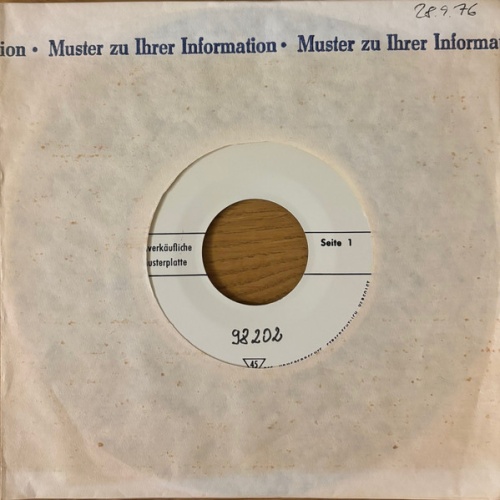 28.9.76
ion • Muster zu Ihrer Information • Muster zu Ihrer Informa
verkäufliche
usterplatte
Seite 1
98202
45